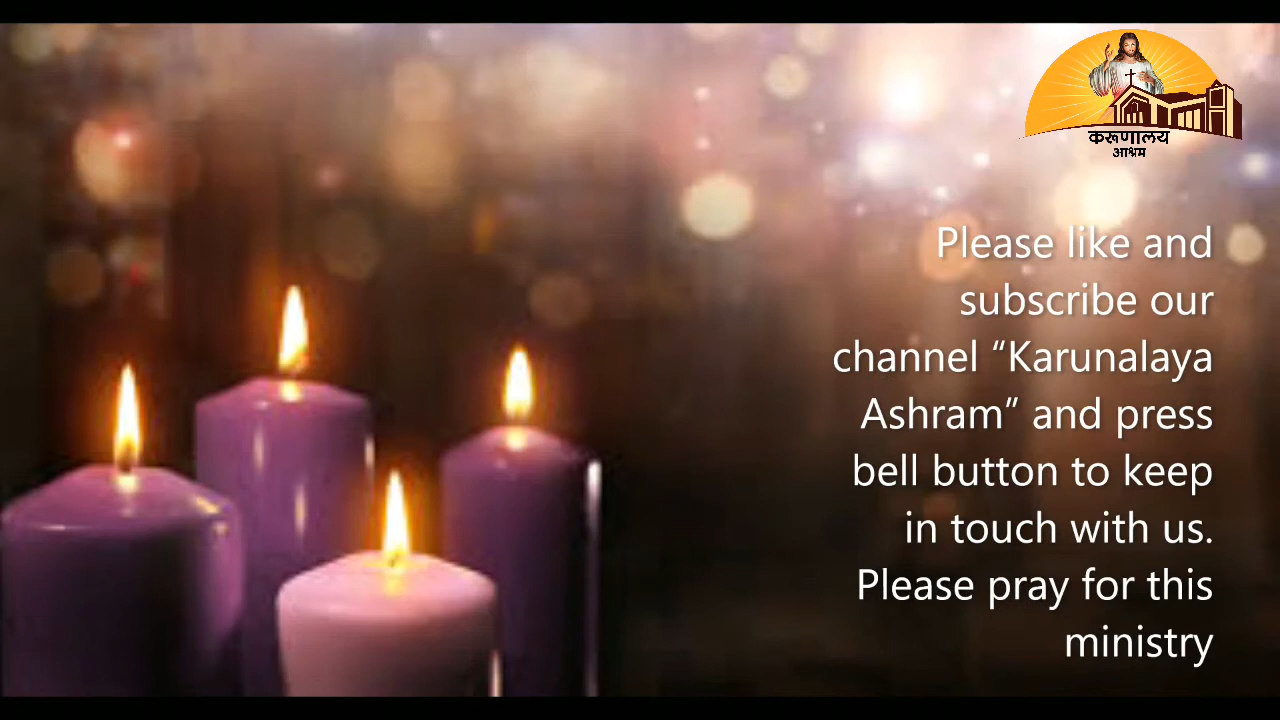 करूणालय
आश्रम
Please like and
subscribe our
channel “Karunalaya
Ashram” and press
bell button to keep
in touch with us.
Please pray for this
ministry